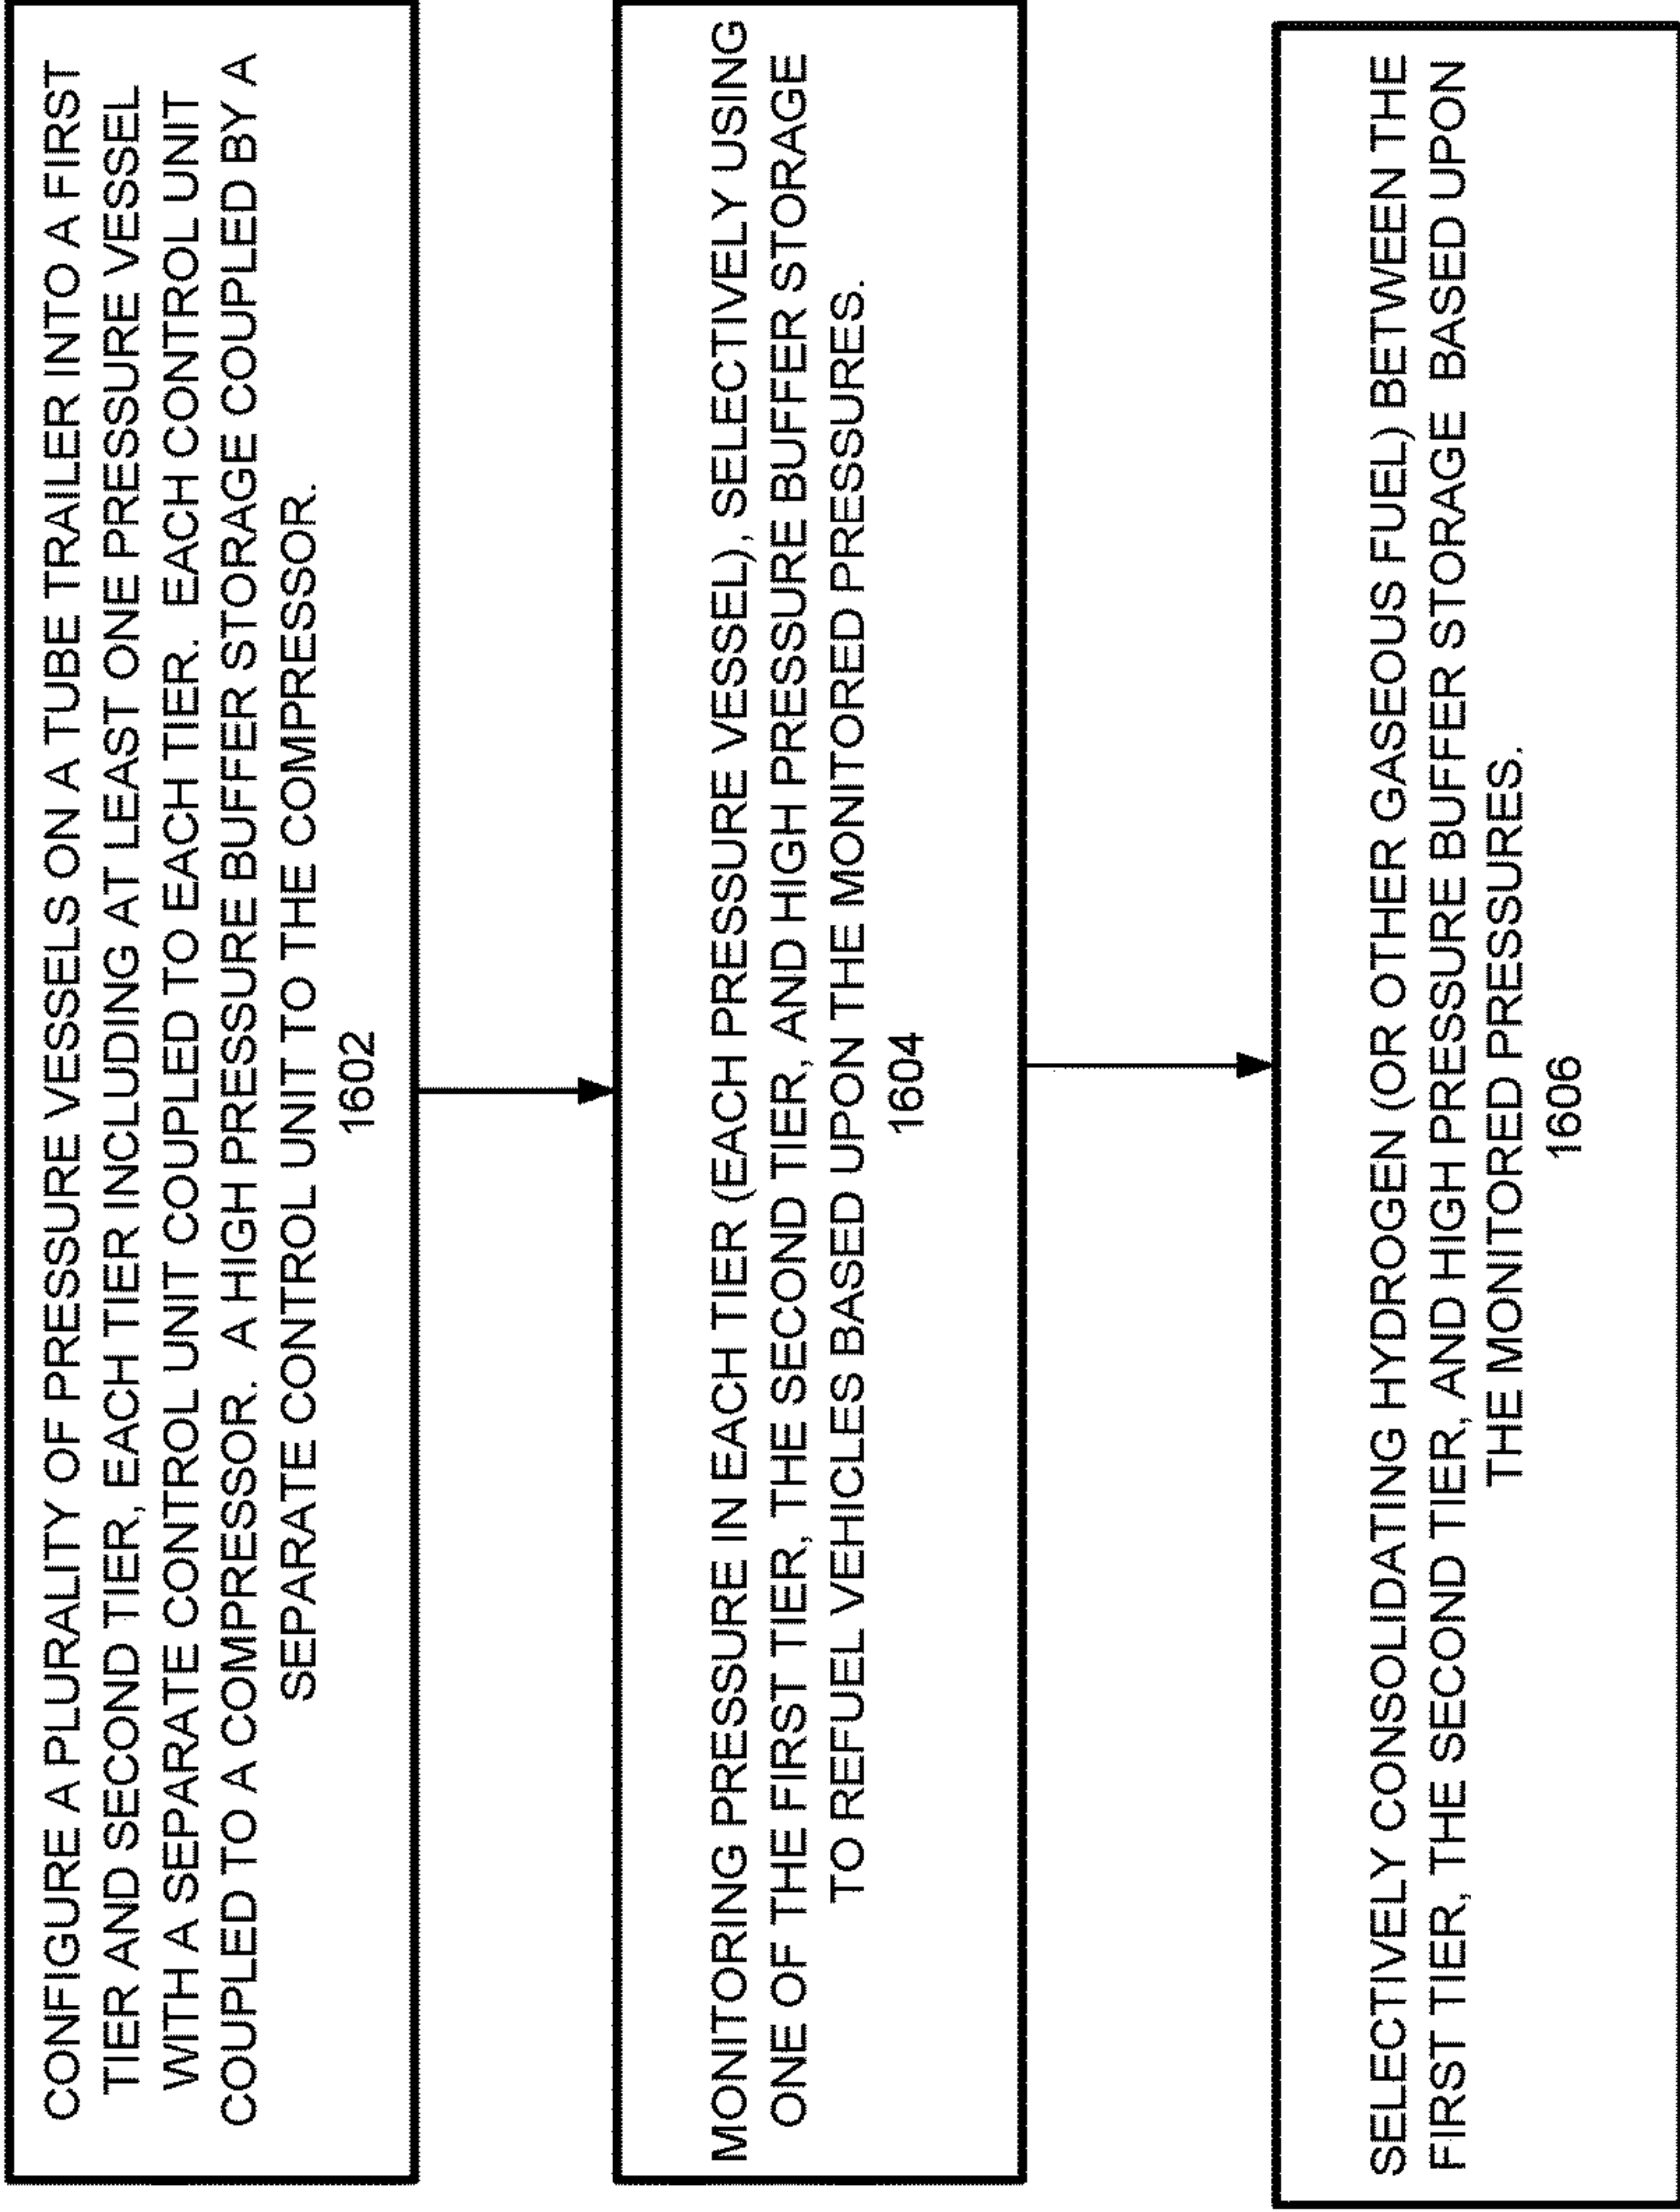 CONFIGURE A PLURALITY OF PRESSURE VESSELS ON A TUBE TRAILER INTO A FIRST
TIER AND SECOND TIER, EACH TIER INCLUDING AT LEAST ONE PRESSURE VESSEL
WITH A SEPARATE CONTROL UNIT COUPLED TO EACH TIER. EACH CONTROL UNIT
COUPLED TO A COMPRESSOR. A HIGH PRESSURE BUFFER STORAGE COUPLED BY A
SEPARATE CONTROL UNIT TO THE COMPRESSOR.
1602
MONITORING PRESSURE IN EACH TIER (EACH PRESSURE VESSEL), SELECTIVELY USING
ONE OF THE FIRST TIER, THE SECOND TIER, AND HIGH PRESSURE BUFFER STORAGE
TO REFUEL VEHICLES BASED UPON THE MONITORED PRESSURES.
1604
SELECTIVELY CONSOLIDATING HYDROGEN (OR OTHER GASEOUS FUEL) BETWEEN THE
FIRST TIER, THE SECOND TIER, AND HIGH PRESSURE BUFFER STORAGE BASED UPON
THE MONITORED PRESSURES.
1606